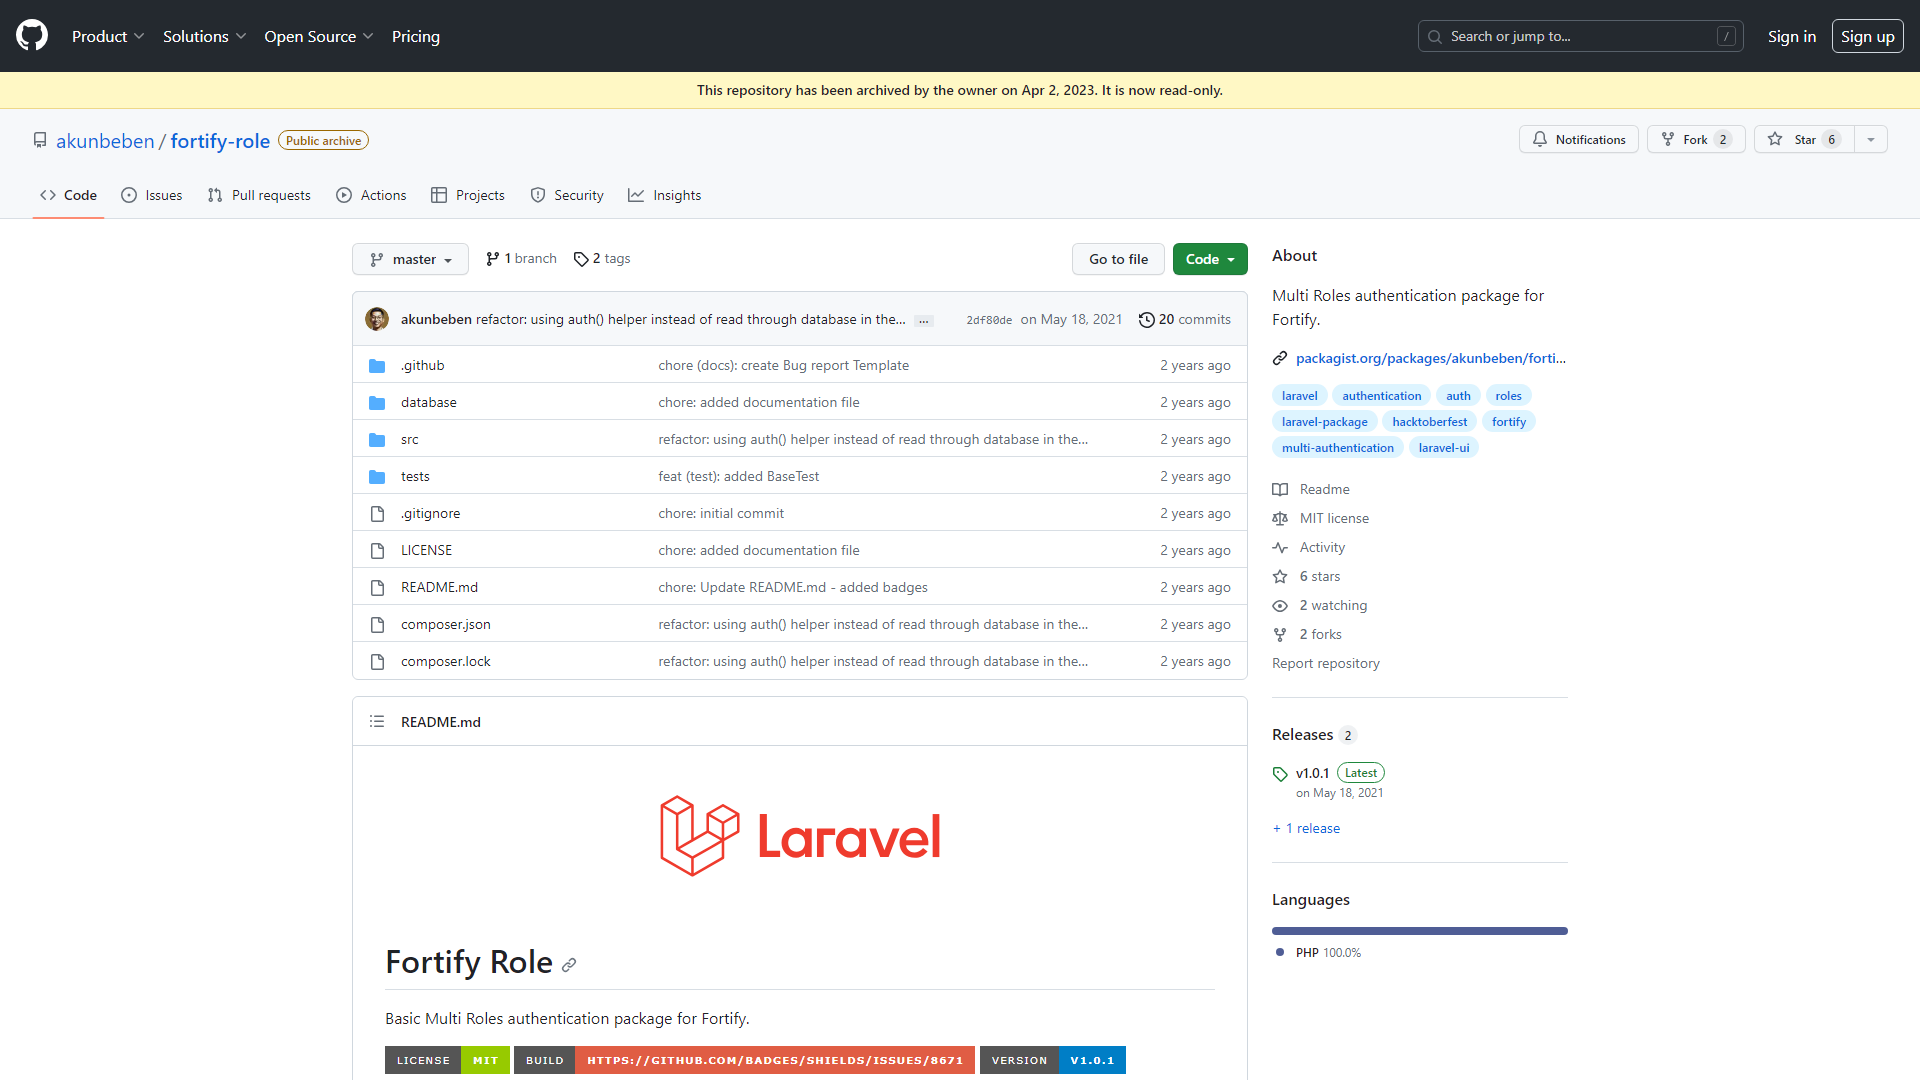 Product Solutions Open Source Pricing Search or jump to... / Sign in Sign up
This repository has been archived by the owner on Apr 2, 2023. It is now read-only.
akunbeben / fortify-role Public archive Notifications Fork 2 Star 6
Code Issues Pull requests Actions Projects Security Insights
master 1 branch 2 tags Go to file Code
akunbeben refactor: using auth() helper instead of read through database in the... ... 2df80de on May 18, 2021 20 commits
.github chore (docs): create Bug report Template 2 years ago
database chore: added documentation file 2 years ago
src refactor: using auth() helper instead of read through database in the... 2 years ago
tests feat (test): added BaseTest 2 years ago
.gitignore chore: initial commit 2 years ago
LICENSE chore: added documentation file 2 years ago
README.md chore: Update README.md - added badges 2 years ago
composer.json refactor: using auth() helper instead of read through database in the... 2 years ago
composer.lock refactor: using auth() helper instead of read through database in the... 2 years ago
README.md
Laravel
Fortify Role
Basic Multi Roles authentication package for Fortify.
LICENSE MIT BUILD HTTPS://GITHUB.COM/BADGES/SHIELDS/ISSUES/8671 VERSION V1.0.1
About
Multi Roles authentication package for
Fortify.
packagist.org/packages/akunbeben/forti...
laravel authentication auth roles
laravel-package hacktoberfest fortify
multi-authentication laravel-ui
Readme
MIT license
Activity
6 stars
2 watching
2 forks
Report repository
Releases 2
v1.0.1 Latest
on May 18, 2021
+ 1 release
Languages
PHP 100.0%